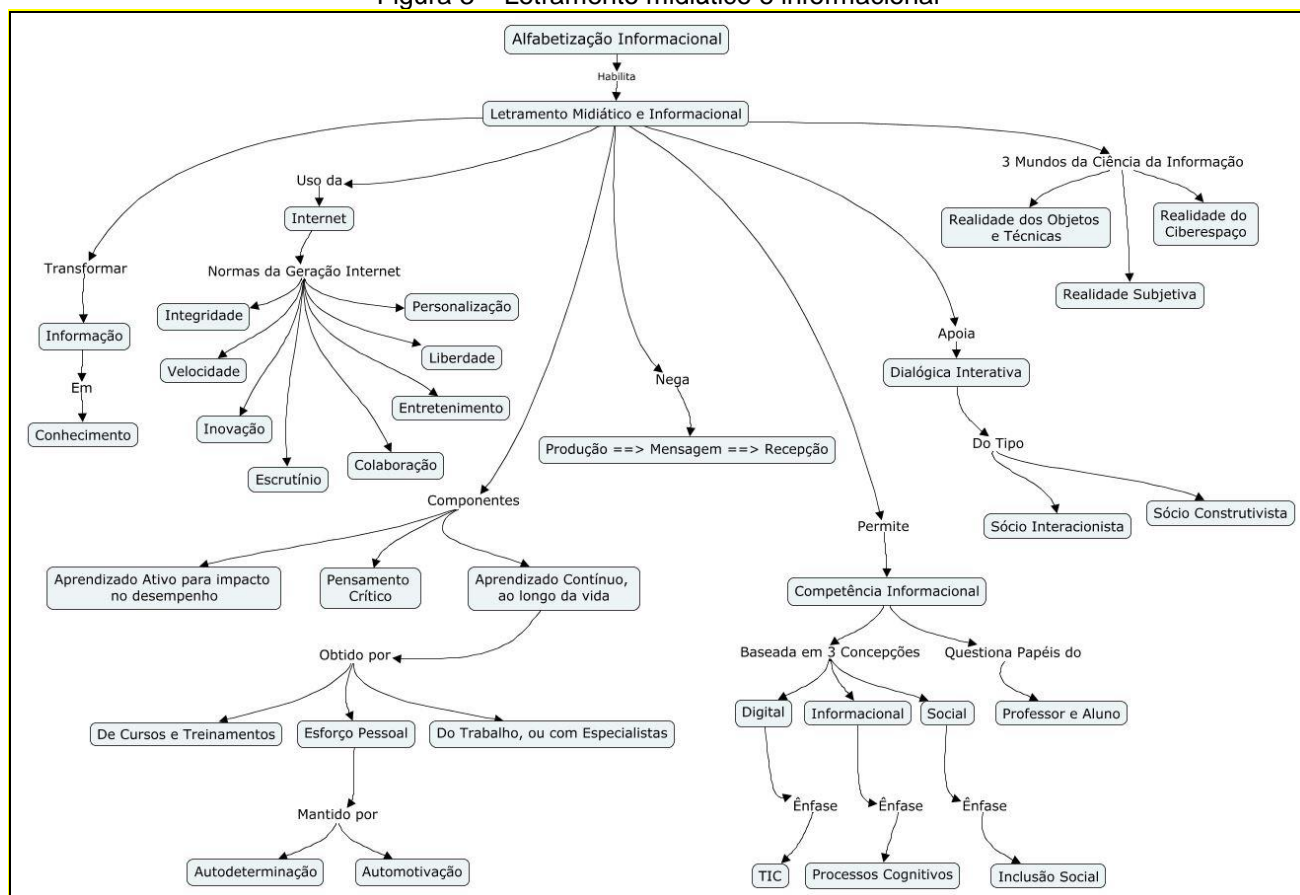 Figura 3 – Letramento midiático e informacional
Alfabetização Informacional
Habilita
Letramento Midiático e Informacional
3 Mundos da Ciência da Informação
Realidade dos Objetos
e Técnicas
Realidade do
Ciberespaço
Realidade Subjetiva
Uso da
Internet
Normas da Geração Internet
Integridade
Personalização
Velocidade
Liberdade
Inovação
Entretenimento
Escrutínio
Colaboração
Transformar
Informação
Em
Conhecimento
Nega
Produção ==> Mensagem ==> Recepção
Apoia
Dialógica Interativa
Do Tipo
Sócio Interacionista
Sócio Construtivista
Componentes
Aprendizado Ativo para impacto
no desempenho
Pensamento
Crítico
Aprendizado Contínuo,
ao longo da vida
Obtido por
De Cursos e Treinamentos
Esforço Pessoal
Do Trabalho, ou com Especialistas
Mantido por
Autodeterminação
Automotivação
Permite
Competência Informacional
Baseada em 3 Concepções
Questiona Papéis do
Digital
Informacional
Social
Professor e Aluno
Ênfase
Ênfase
Ênfase
TIC
Processos Cognitivos
Inclusão Social